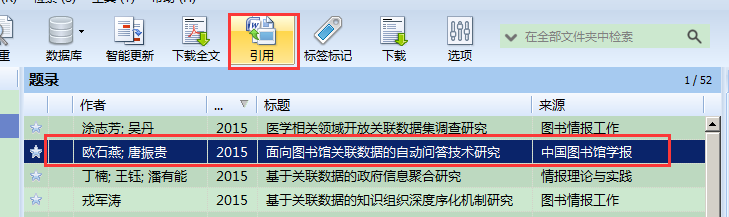 重 数据库 智能更新 下载全文 引用 标签标记 下载 选项 在全部文件夹中检索
题录 1 / 52
作者 ... 标题 来源
涂志芳; 吴丹 2015 医学相关领域开放关联数据集调查研究 图书情报工作
欧石燕; 唐振贵 2015 面向图书馆关联数据的自动问答技术研究 中国图书馆学报
丁楠; 王钰; 潘有能 2015 基于关联数据的政府信息聚合研究 情报理论与实践
戎军涛 2015 基于关联数据的知识组织深度序化机制研究 图书情报工作